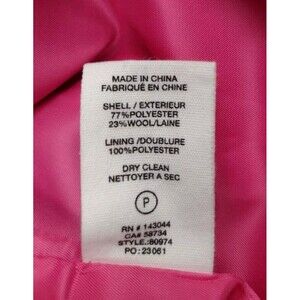 MADE IN CHINA
FABRIQUÉ EN CHINE
SHELL / EXTERIEUR
77%POLYESTER
23%WOOL/LAINE
LINING /DOUBLURE
100%POLYESTER
DRY CLEAN
NETTOYER A SEC
P
RN # 143044
CA# 58734
STYLE.:80974
PO : 23061